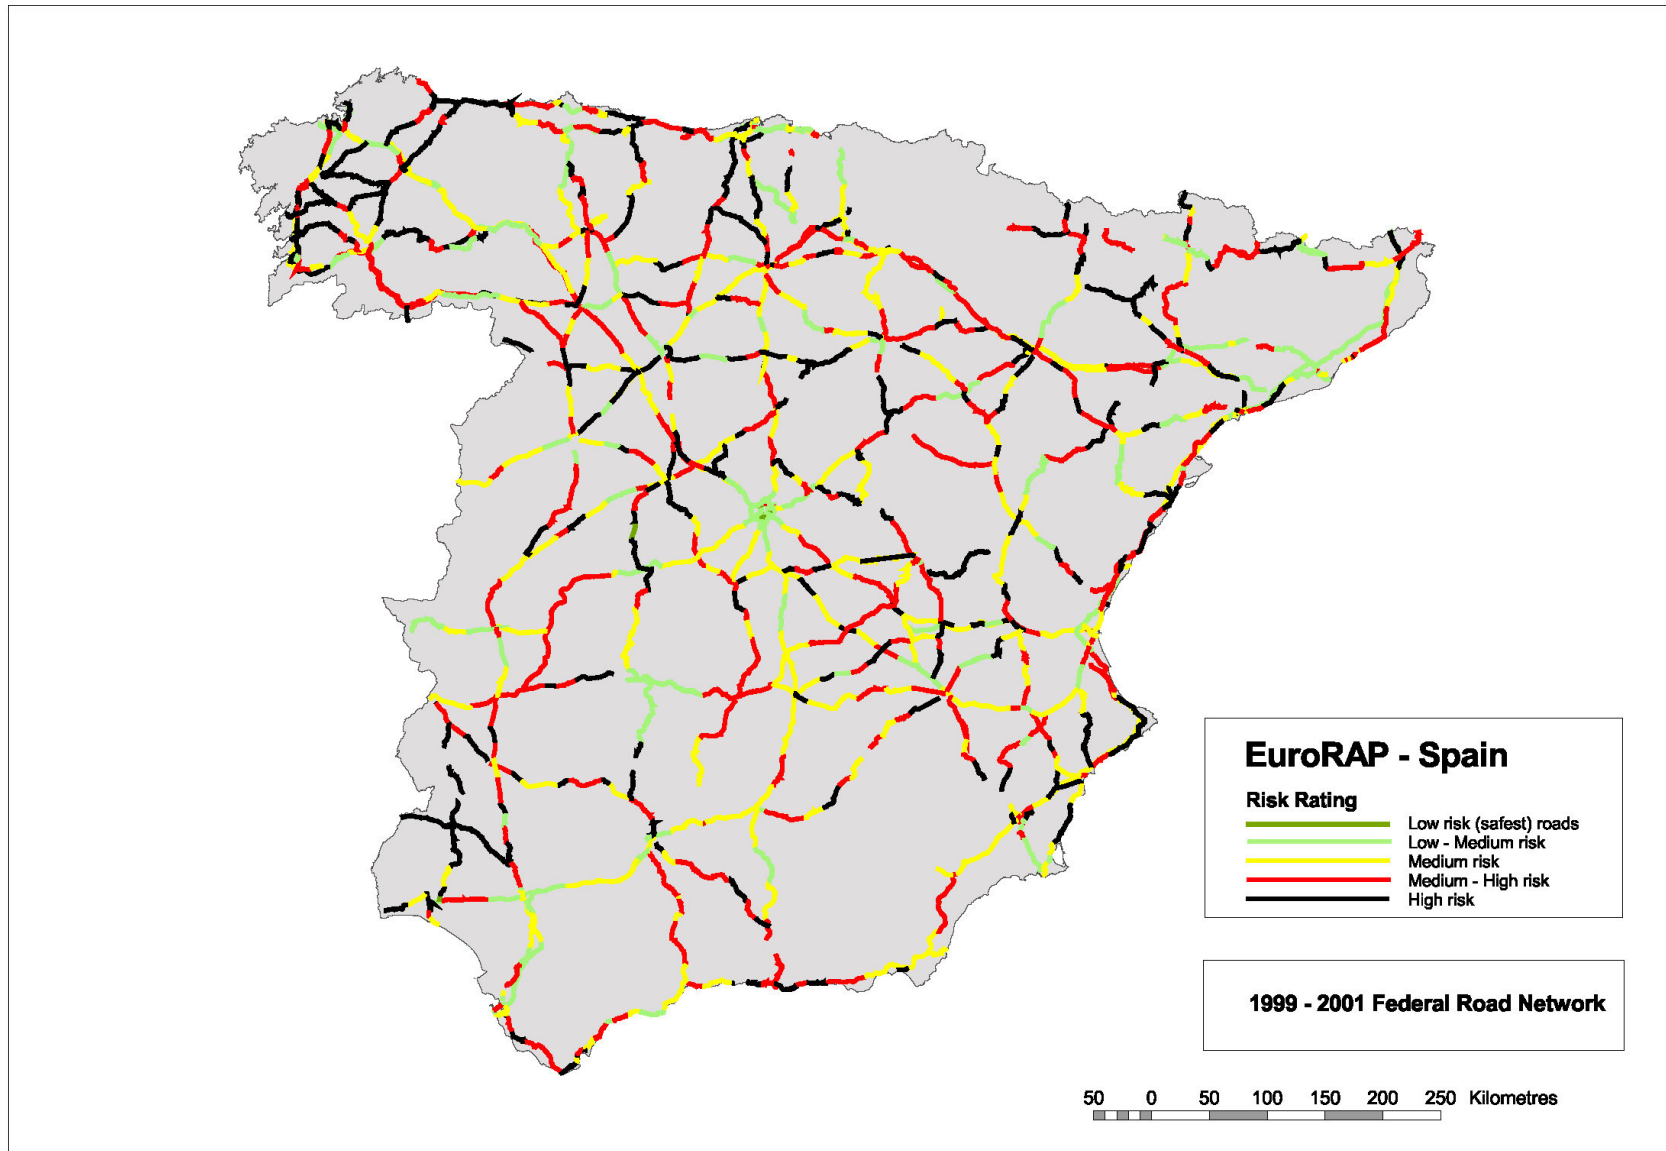 EuroRAP - Spain
Risk Rating
Low risk (safest) roads
Low - Medium risk
Medium risk
Medium - High risk
High risk
1999 - 2001 Federal Road Network
50 0 50 100 150 200 250 Kilometres